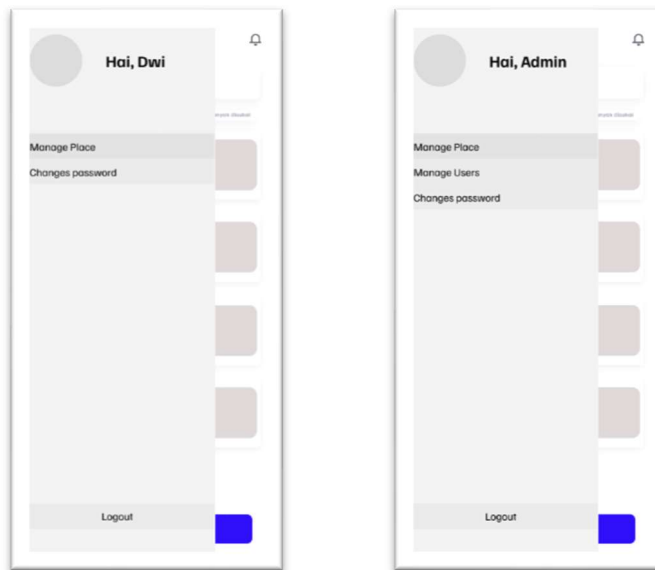 Hai, Dwi
Manage Place
Changes password
Logout
Hai, Admin
Manage Place
Manage Users
Changes password
Logout